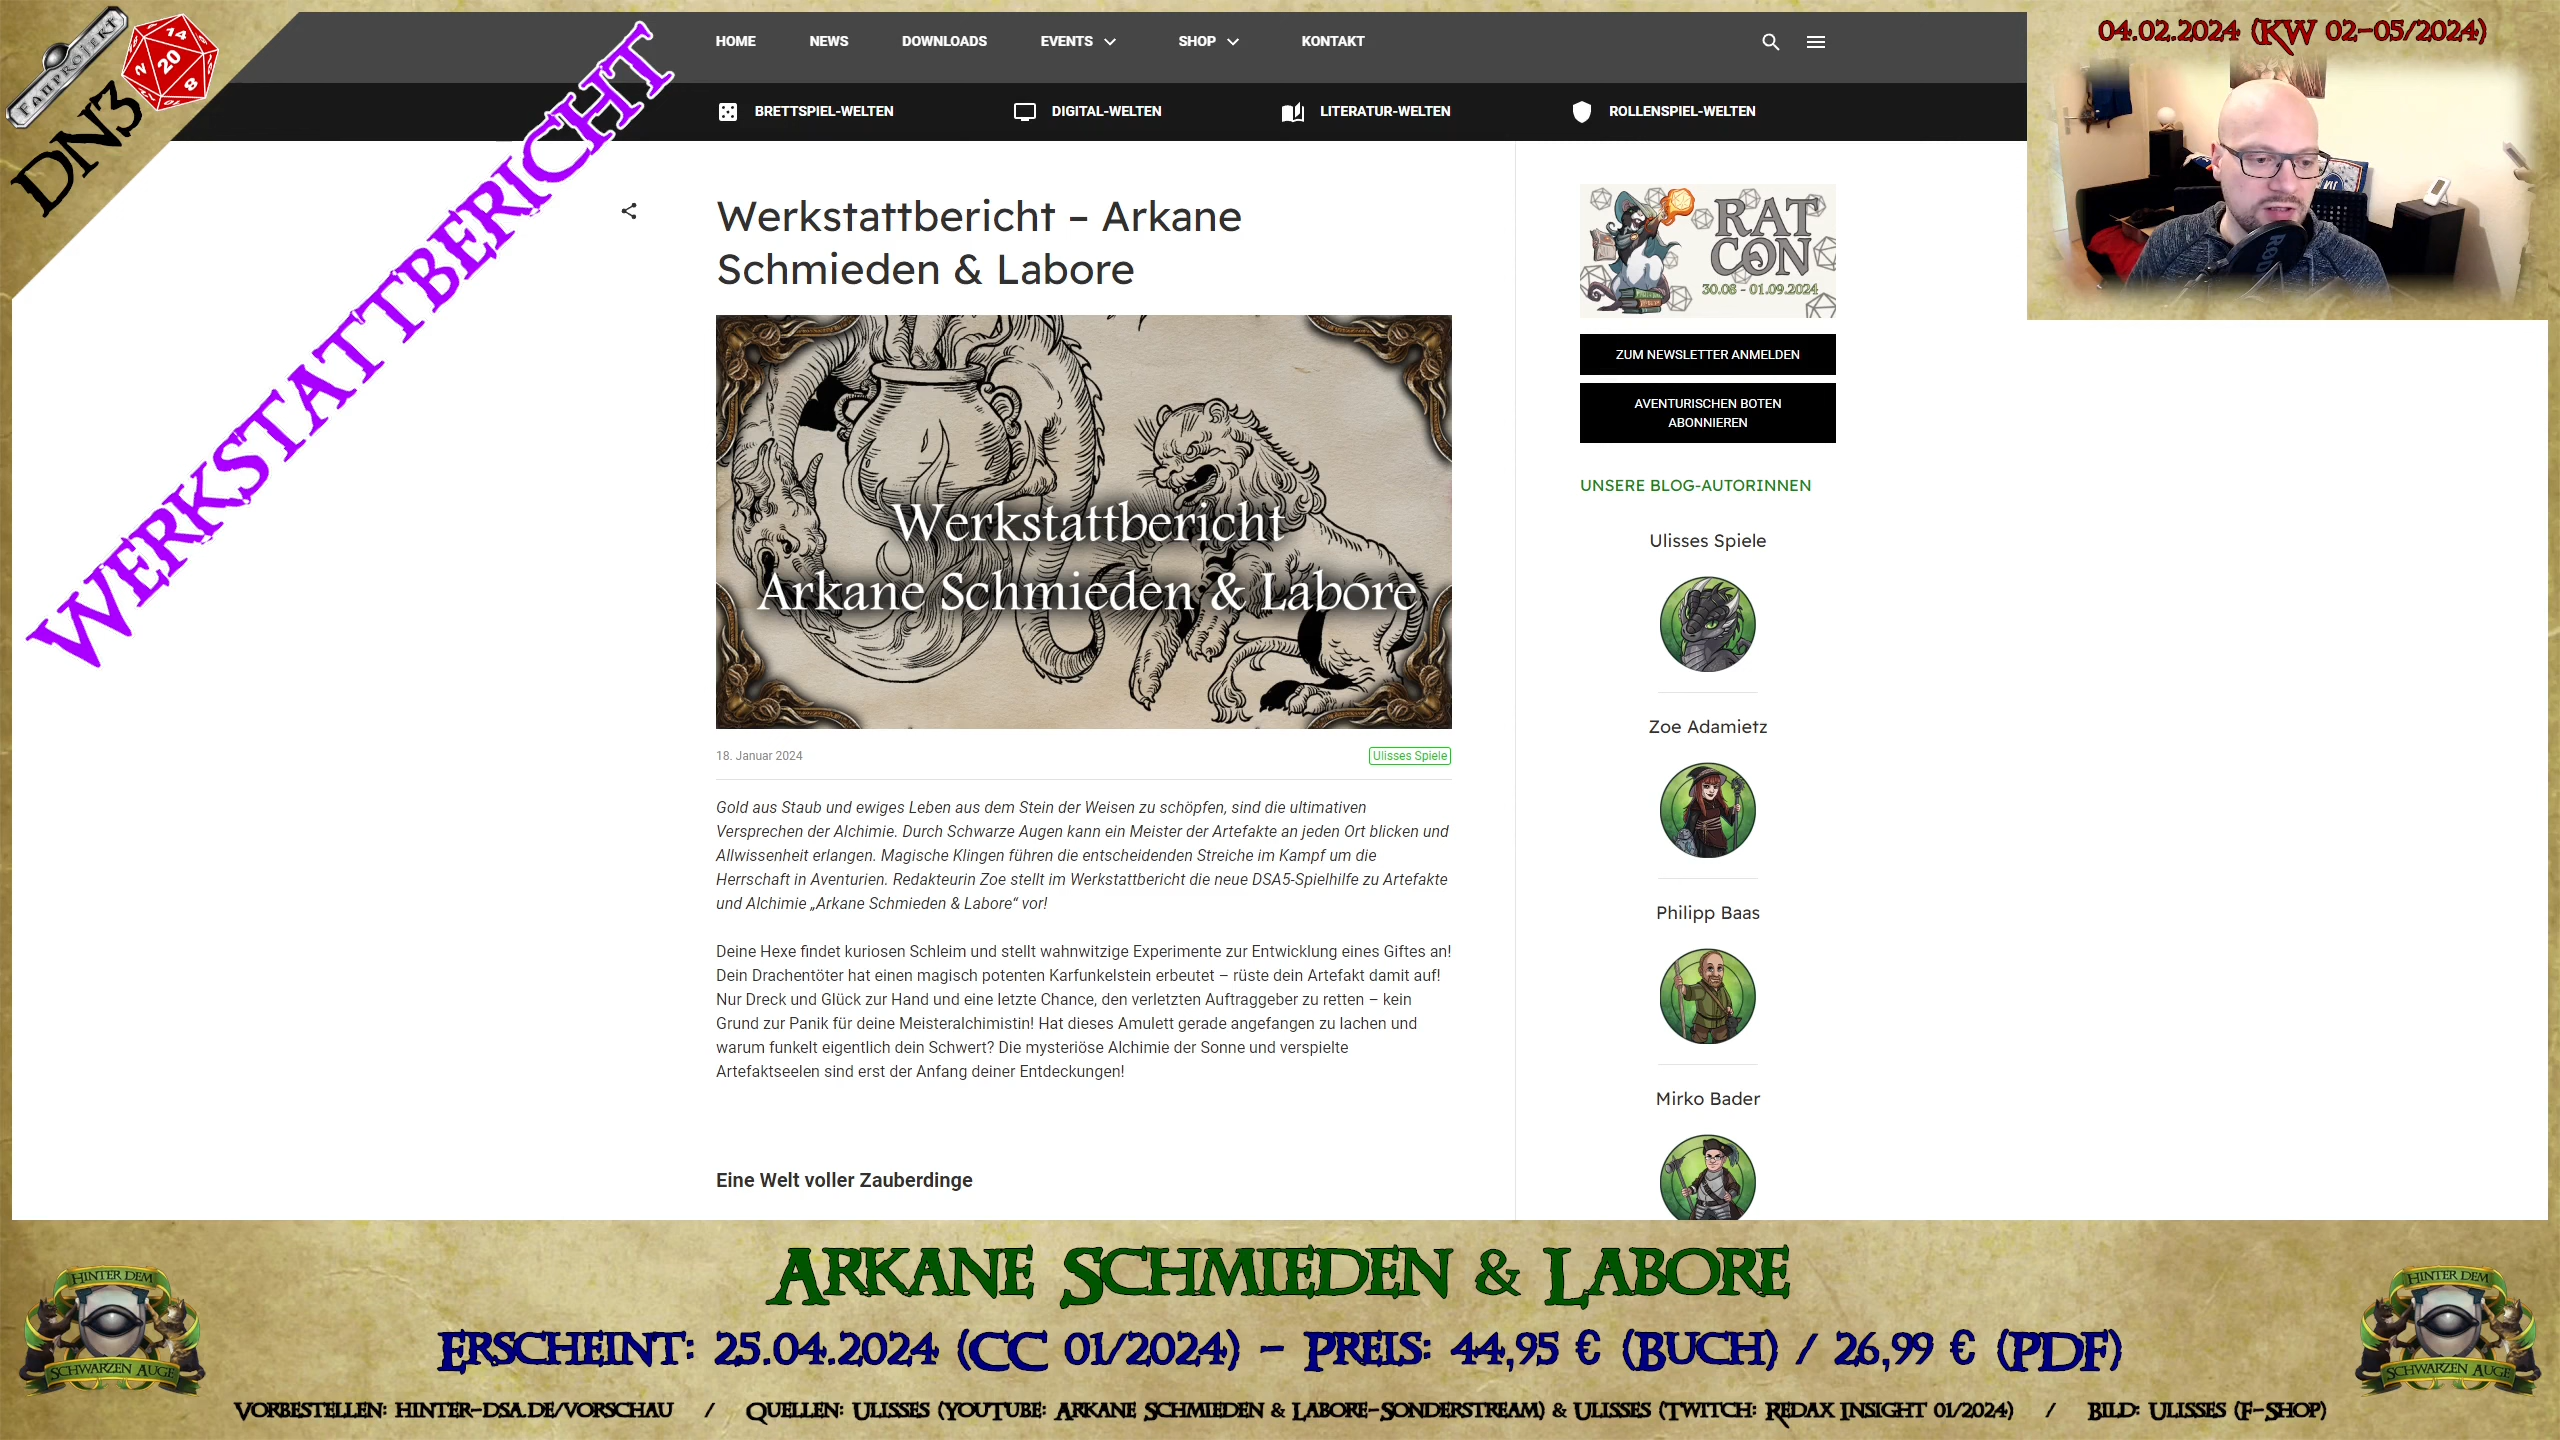 FANPROJEKT
14
20
2
8
DN3
WERKSTATTBERICHT
HOME
NEWS
DOWNLOADS
EVENTS
SHOP
KONTAKT
BRETTSPIEL-WELTEN
DIGITAL-WELTEN
LITERATUR-WELTEN
ROLLENSPIEL-WELTEN
04.02.2024 (KW 02-05/2024)
Werkstattbericht – Arkane
Schmieden & Labore
Werkstattbericht
Arkane Schmieden & Labore
18. Januar 2024
Ulisses Spiele
Gold aus Staub und ewiges Leben aus dem Stein der Weisen zu schöpfen, sind die ultimativen
Versprechen der Alchimie. Durch Schwarze Augen kann ein Meister der Artefakte an jeden Ort blicken und
Allwissenheit erlangen. Magische Klingen führen die entscheidenden Streiche im Kampf um die
Herrschaft in Aventurien. Redakteurin Zoe stellt im Werkstattbericht die neue DSA5-Spielhilfe zu Artefakte
und Alchimie „Arkane Schmieden & Labore“ vor!
Deine Hexe findet kuriosen Schleim und stellt wahnwitzige Experimente zur Entwicklung eines Giftes an!
Dein Drachentöter hat einen magisch potenten Karfunkelstein erbeutet – rüste dein Artefakt damit auf!
Nur Dreck und Glück zur Hand und eine letzte Chance, den verletzten Auftraggeber zu retten – kein
Grund zur Panik für deine Meisteralchimistin! Hat dieses Amulett gerade angefangen zu lachen und
warum funkelt eigentlich dein Schwert? Die mysteriöse Alchimie der Sonne und verspielte
Artefaktseelen sind erst der Anfang deiner Entdeckungen!
Eine Welt voller Zauberdinge
RAT
CON
30.08 - 01.09.2024
ZUM NEWSLETTER ANMELDEN
AVENTURISCHEN BOTEN
ABONNIEREN
UNSERE BLOG-AUTORINNEN
Ulisses Spiele
Zoe Adamietz
Philipp Baas
Mirko Bader
RØDE
ARKANE SCHMIEDEN & LABORE
ERSCHEINT: 25.04.2024 (CC 01/2024) - PREIS: 44,95 € (BUCH) / 26,99 € (PDF)
VORBESTELLEN: HINTER-DSA.DE/VORSCHAU / QUELLEN: ULISSES (YOUTUBE: ARKANE SCHMIEDEN & LABORE-SONDERSTREAM) & ULISSES (TWITCH: REDAX INSIGHT 01/2024) / BILD: ULISSES (F-SHOP)
HINTER DEM
SCHWARZEN AUGE
HINTER DEM
SCHWARZEN AUGE